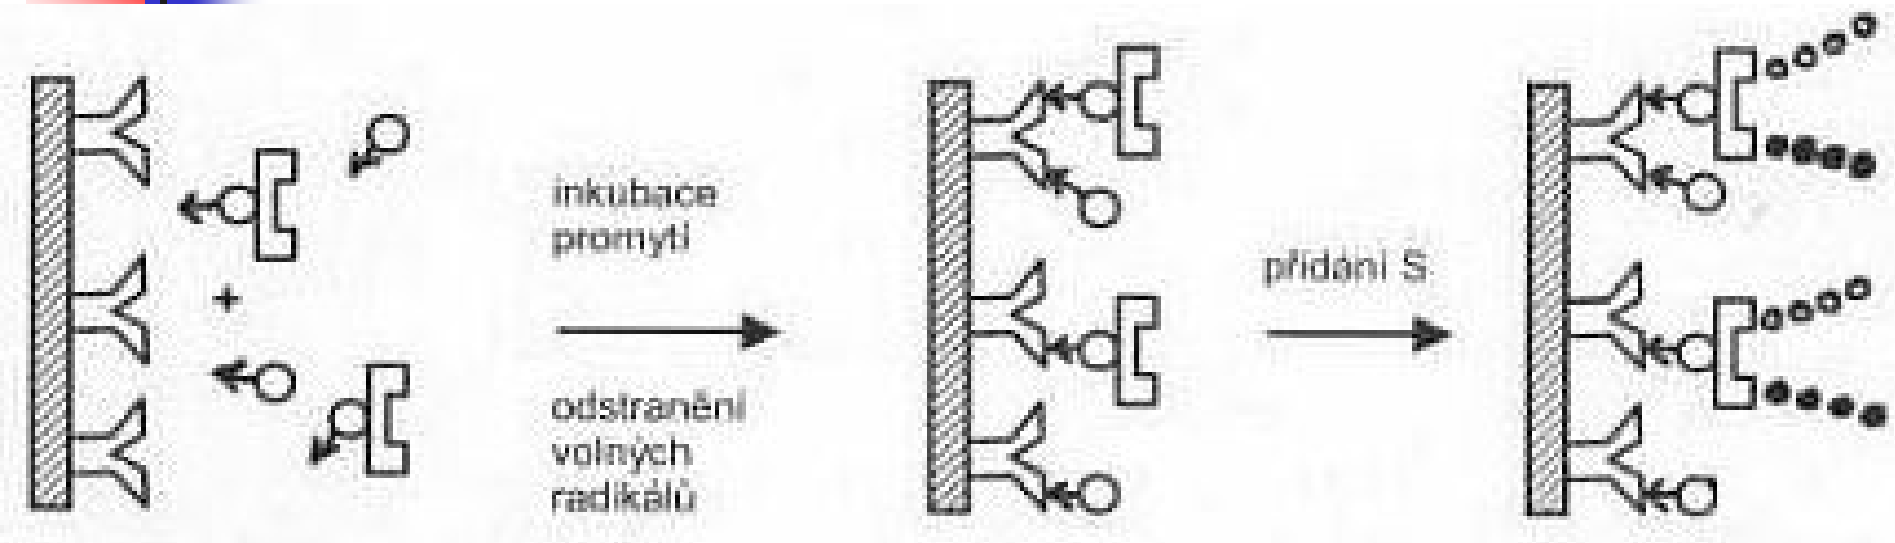 +
inkubace
promytí
odstranění
volných
radikálů
přidání S